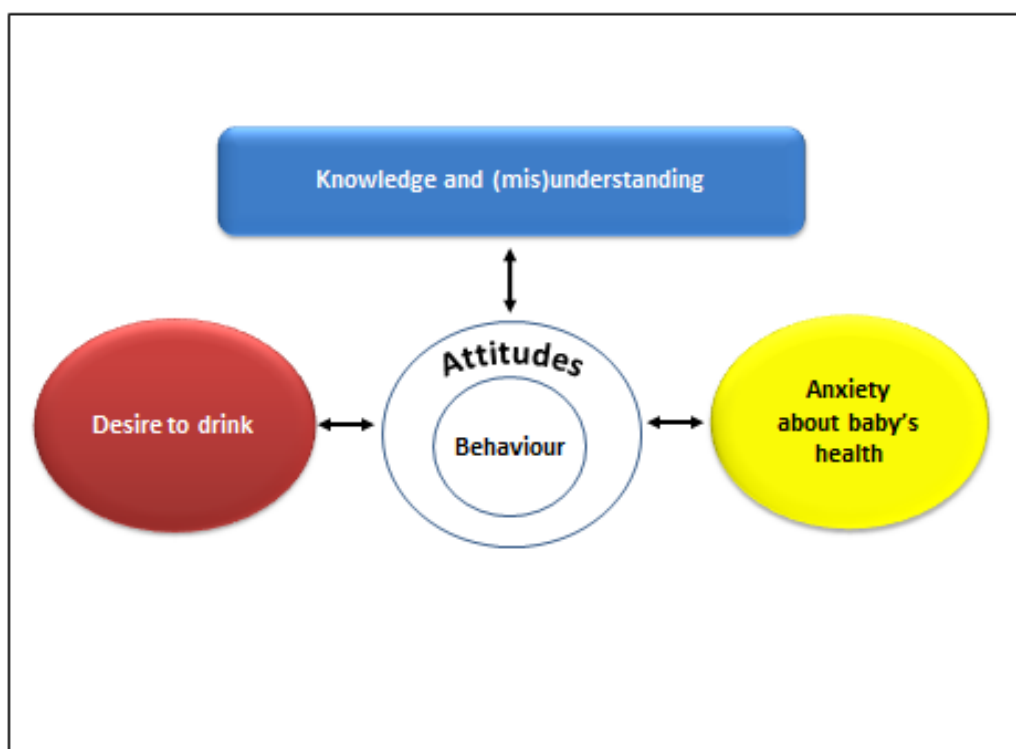 Knowledge and (mis)understanding
Attitudes
Behaviour
Desire to drink
Anxiety
about baby's
health